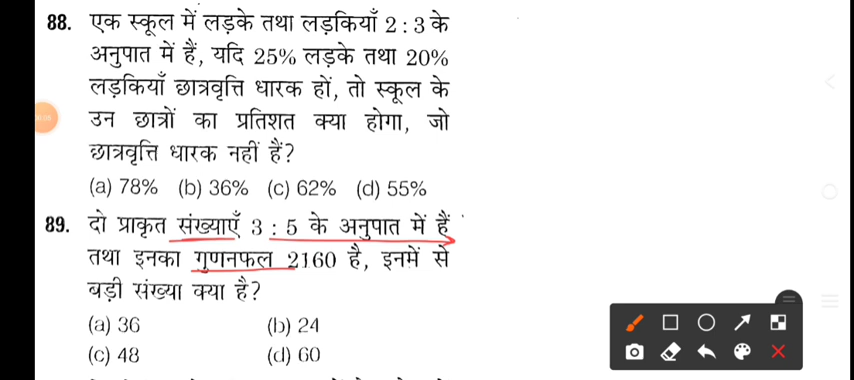 88. एक स्कूल में लड़के तथा लड़कियाँ 2 : 3 के
अनुपात में हैं, यदि 25% लड़के तथा 20%
लड़कियाँ छात्रवृत्ति धारक हों, तो स्कूल के
उन छात्रों का प्रतिशत क्या होगा, जो
छात्रवृत्ति धारक नहीं हैं?
(a) 78% (b) 36% (c) 62% (d) 55%
89. दो प्राकृत संख्याएँ 3 : 5 के अनुपात में हैं
तथा इनका गुणनफल 2160 है, इनमें से
बड़ी संख्या क्या है?
(a) 36 (b) 24
(c) 48 (d) 60